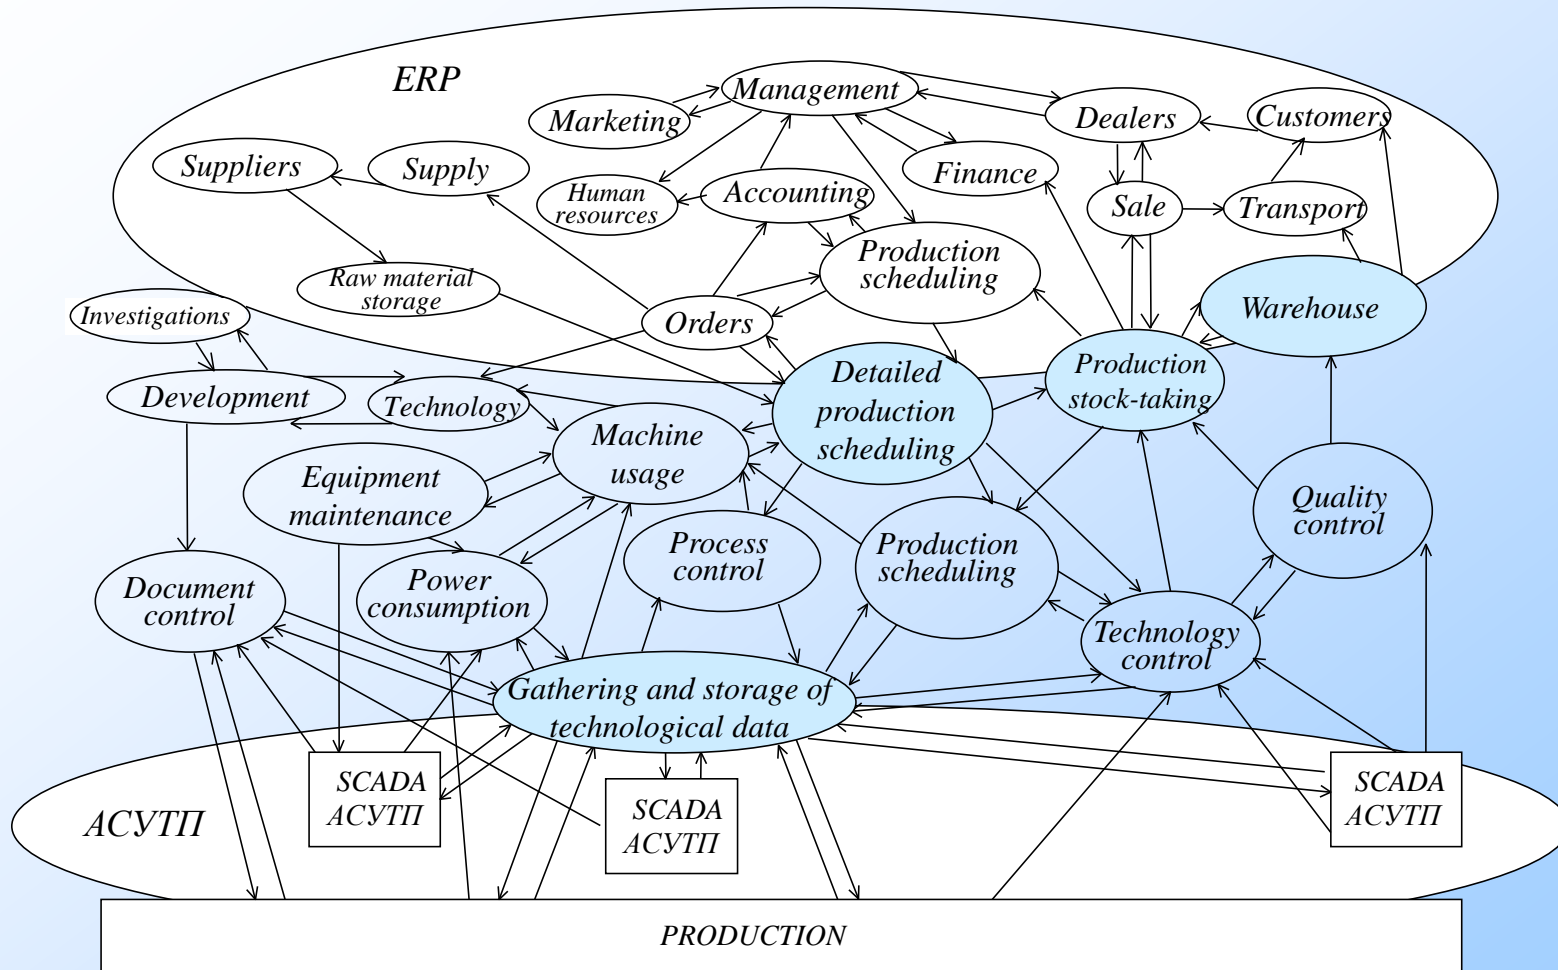 ERP
Management
Marketing
Dealers
Customers
Suppliers
Supply
Human
resources
Accounting
Finance
Sale
Transport
Production
scheduling
Raw material
storage
Investigations
Orders
Warehouse
Development
Technology
Detailed
production
scheduling
Production
stock-taking
Machine
usage
Equipment
maintenance
Quality
control
Process
control
Production
scheduling
Document
control
Power
consumption
Technology
control
Gathering and storage of
technological data
АСУТП
SCADA
АСУТП
SCADA
АСУТП
SCADA
АСУТП
PRODUCTION